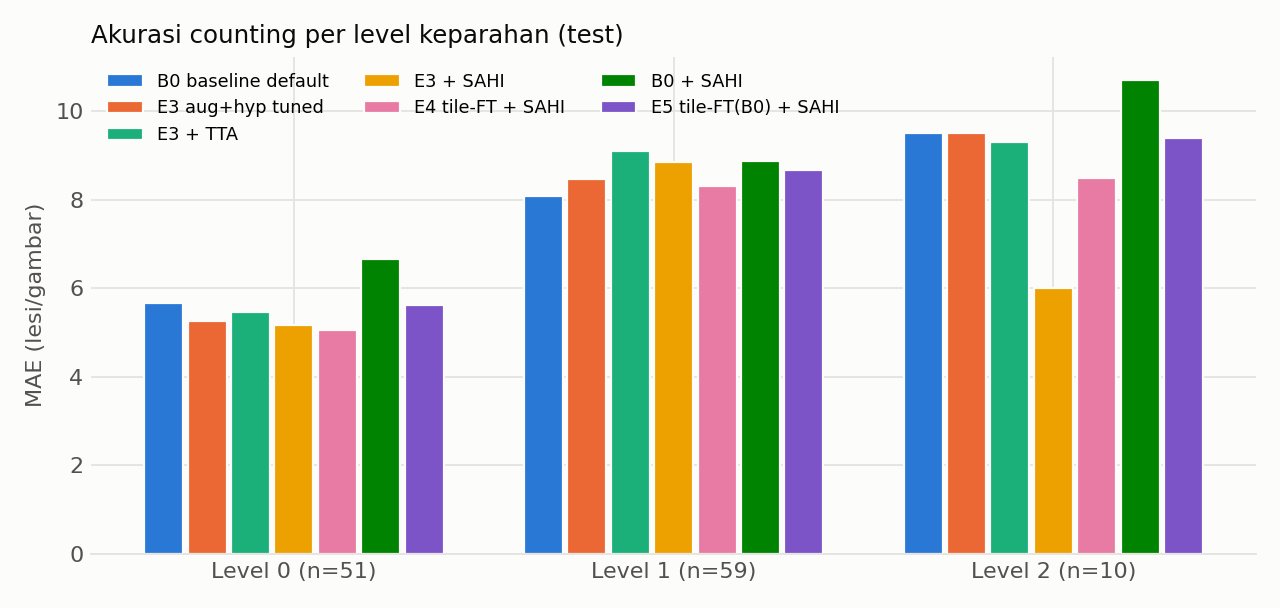 Akurasi counting per level keparahan (test)
B0 baseline default
E3 aug+hyp tuned
E3 + TTA
E3 + SAHI
E4 tile-FT + SAHI
B0 + SAHI
E5 tile-FT(B0) + SAHI
MAE (lesi/gambar)
10
8
6
4
2
0
Level 0 (n=51)
Level 1 (n=59)
Level 2 (n=10)